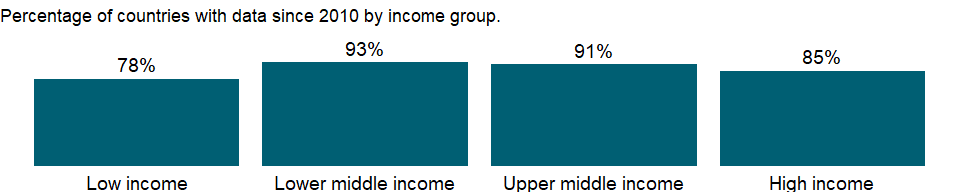 Percentage of countries with data since 2010 by income group.
78%
93%
91%
85%
Low income
Lower middle income
Upper middle income
High income